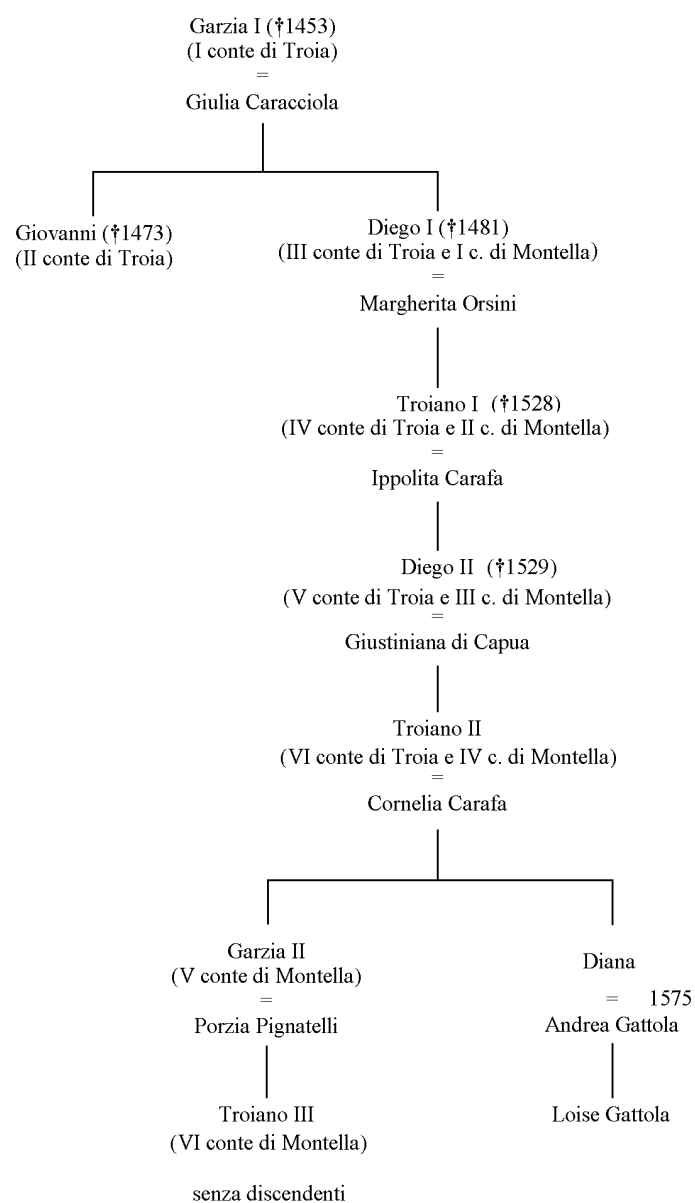 Garzia I (†1453)
(I conte di Troia)
=
Giulia Caracciola
Giovanni (†1473)
(II conte di Troia)
Diego I (†1481)
(III conte di Troia e I c. di Montella)
=
Margherita Orsini
Troiano I (†1528)
(IV conte di Troia e II c. di Montella)
=
Ippolita Carafa
Diego II (†1529)
(V conte di Troia e III c. di Montella)
=
Giustiniana di Capua
Troiano II
(VI conte di Troia e IV c. di Montella)
=
Cornelia Carafa
Garzia II
(V conte di Montella)
=
Porzia Pignatelli
Troiano III
(VI conte di Montella)
senza discendenti
Diana
= 1575
Andrea Gattola
Loise Gattola